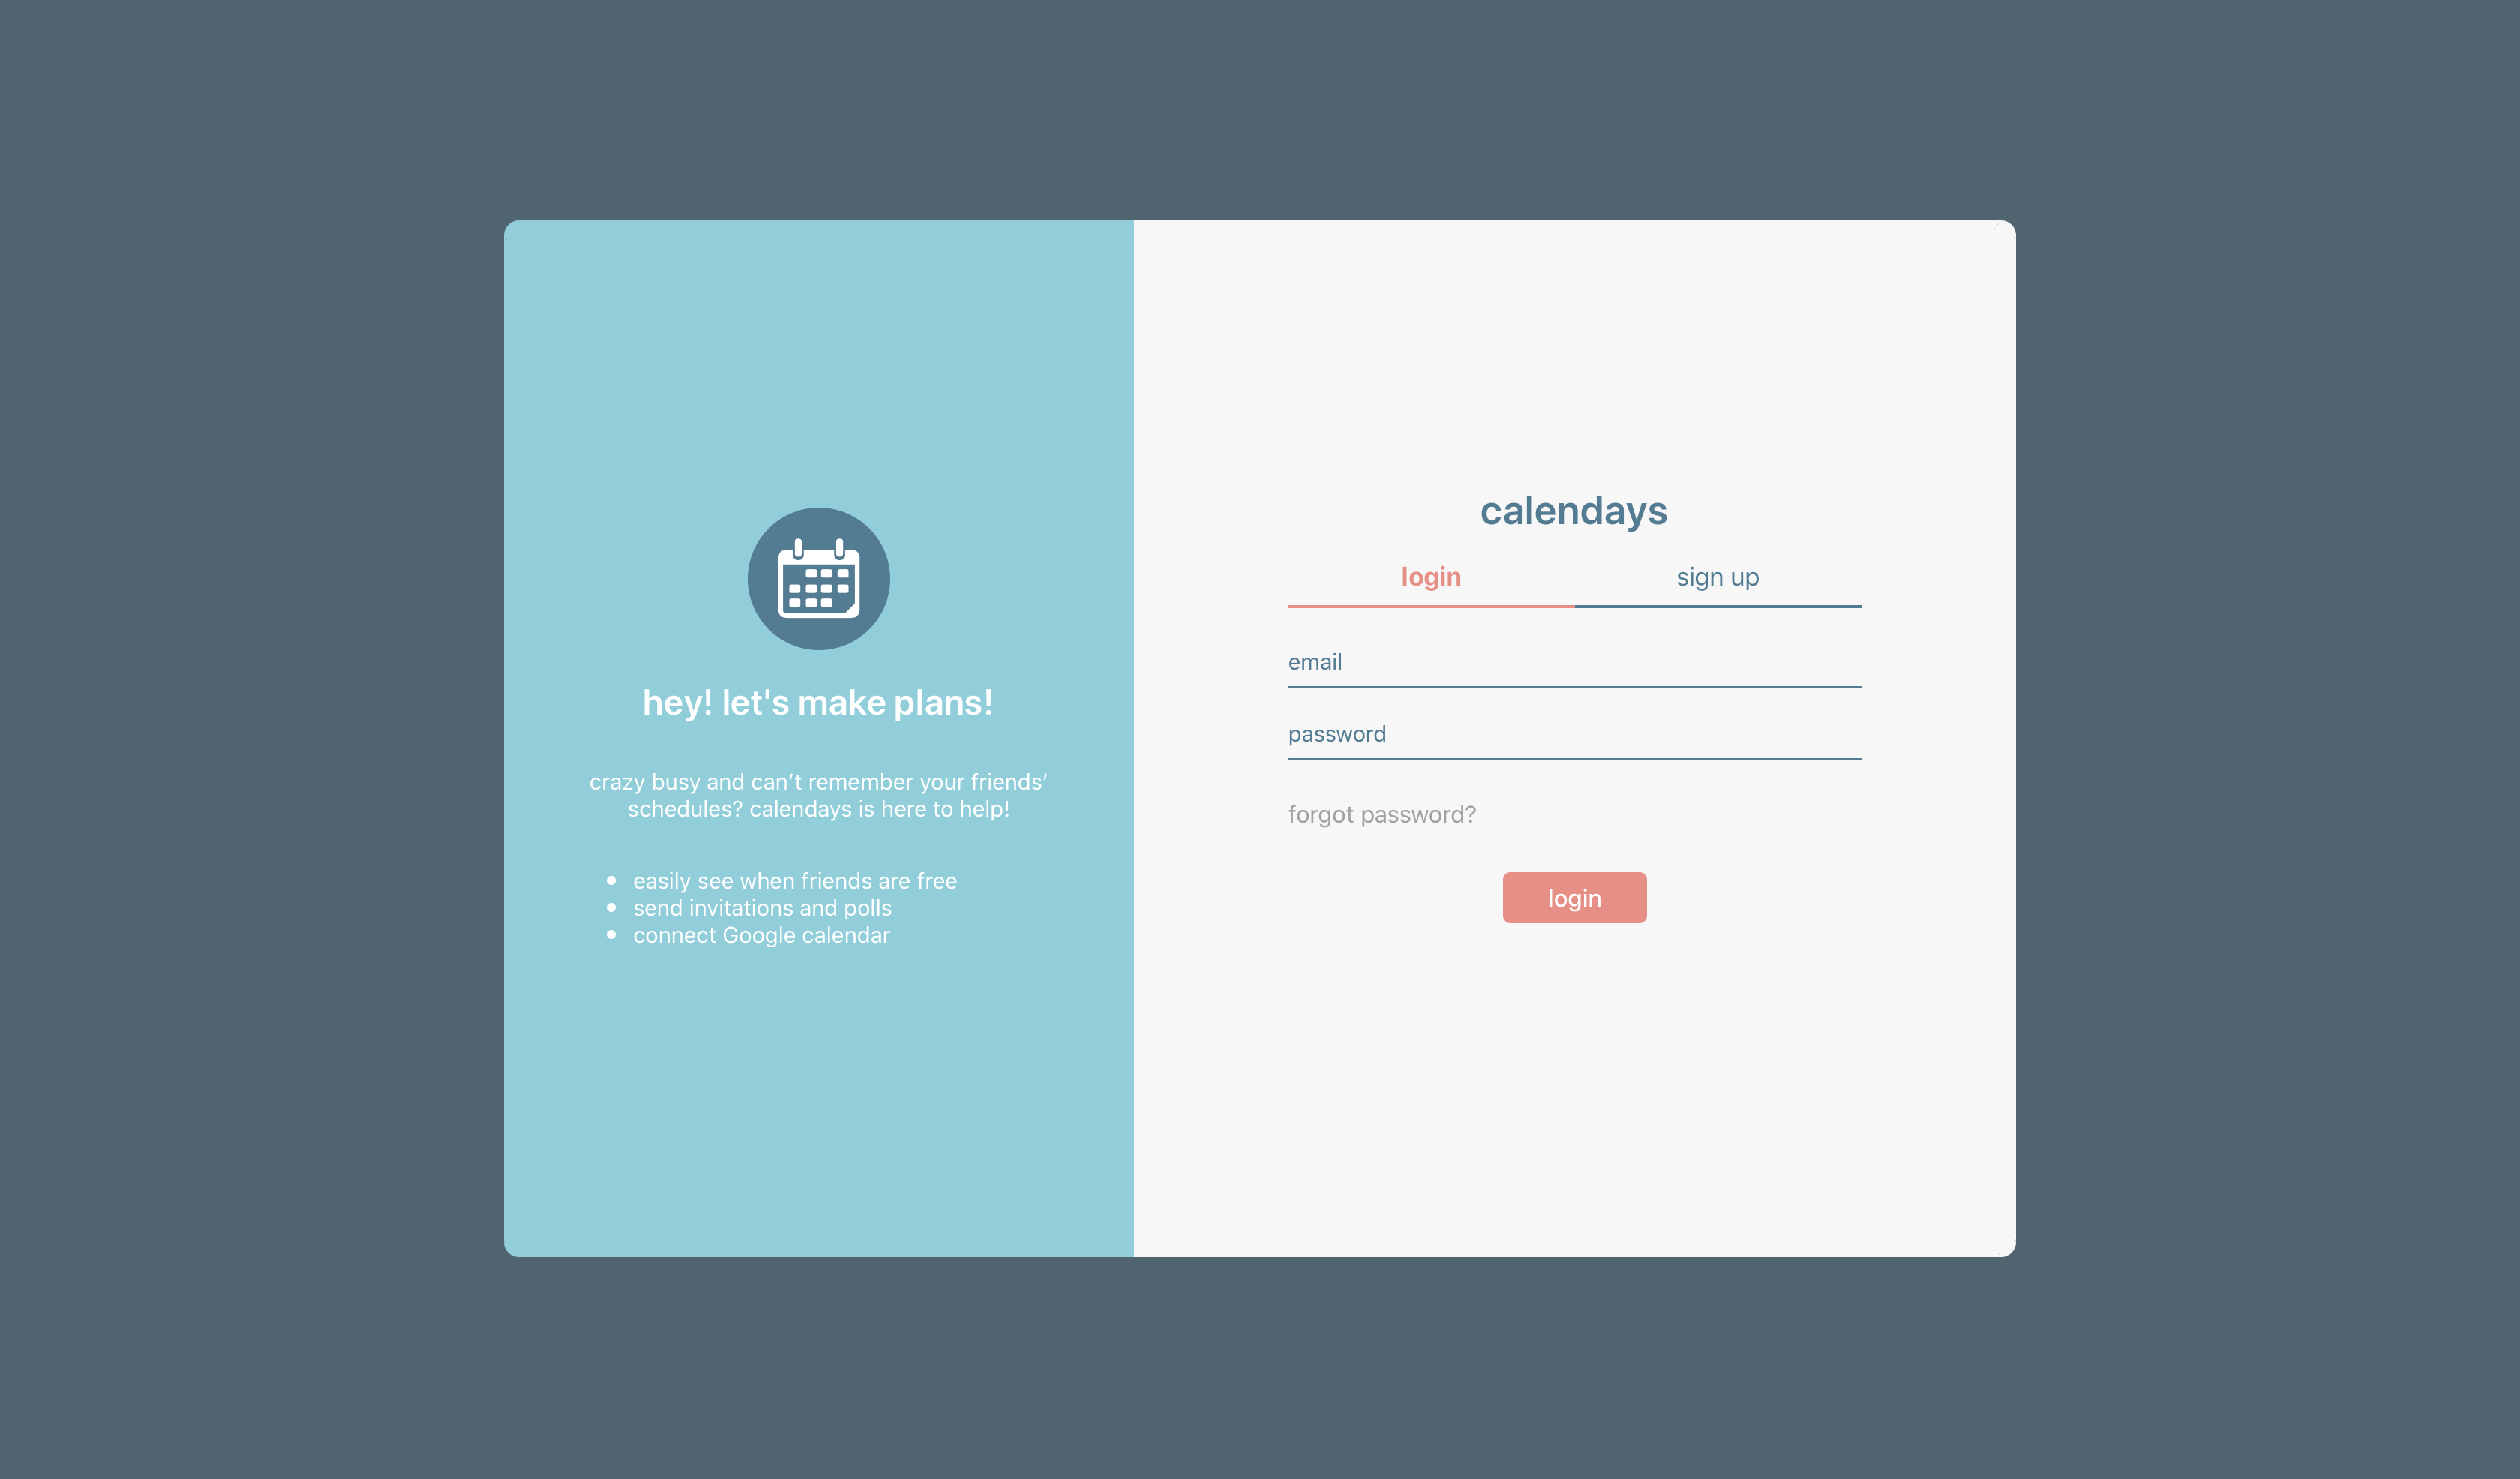 hey! let's make plans!
crazy busy and can’t remember your friends’
schedules? calendays is here to help!
• easily see when friends are free
• send invitations and polls
• connect Google calendar
calendays
login
sign up
email
password
forgot password?
login